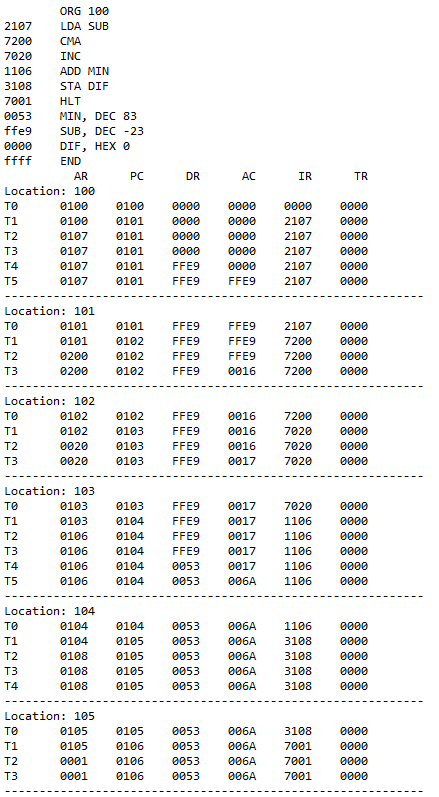 ORG 100
2107    LDA SUB
7200    CMA
7020    INC
1106    ADD MIN
3108    STA DIF
7001    HLT
0053    MIN, DEC 83
ffe9    SUB, DEC -23
0000    DIF, HEX 0
ffff    END
          AR      PC      DR      AC      IR      TR
Location: 100
T0      0100    0100    0000    0000    0000    0000
T1      0100    0101    0000    0000    2107    0000
T2      0107    0101    0000    0000    2107    0000
T3      0107    0101    0000    0000    2107    0000
T4      0107    0101    FFE9    0000    2107    0000
T5      0107    0101    FFE9    FFE9    2107    0000
------------------------------------------------------------
Location: 101
T0      0101    0101    FFE9    FFE9    2107    0000
T1      0101    0102    FFE9    FFE9    7200    0000
T2      0200    0102    FFE9    FFE9    7200    0000
T3      0200    0102    FFE9    0016    7200    0000
------------------------------------------------------------
Location: 102
T0      0102    0102    FFE9    0016    7200    0000
T1      0102    0103    FFE9    0016    7020    0000
T2      0020    0103    FFE9    0016    7020    0000
T3      0020    0103    FFE9    0017    7020    0000
------------------------------------------------------------
Location: 103
T0      0103    0103    FFE9    0017    7020    0000
T1      0103    0104    FFE9    0017    1106    0000
T2      0106    0104    FFE9    0017    1106    0000
T3      0106    0104    FFE9    0017    1106    0000
T4      0106    0104    0053    0017    1106    0000
T5      0106    0104    0053    006A    1106    0000
------------------------------------------------------------
Location: 104
T0      0104    0104    0053    006A    1106    0000
T1      0104    0105    0053    006A    3108    0000
T2      0108    0105    0053    006A    3108    0000
T3      0108    0105    0053    006A    3108    0000
T4      0108    0105    0053    006A    3108    0000
------------------------------------------------------------
Location: 105
T0      0105    0105    0053    006A    3108    0000
T1      0105    0106    0053    006A    7001    0000
T2      0001    0106    0053    006A    7001    0000
T3      0001    0106    0053    006A    7001    0000
------------------------------------------------------------